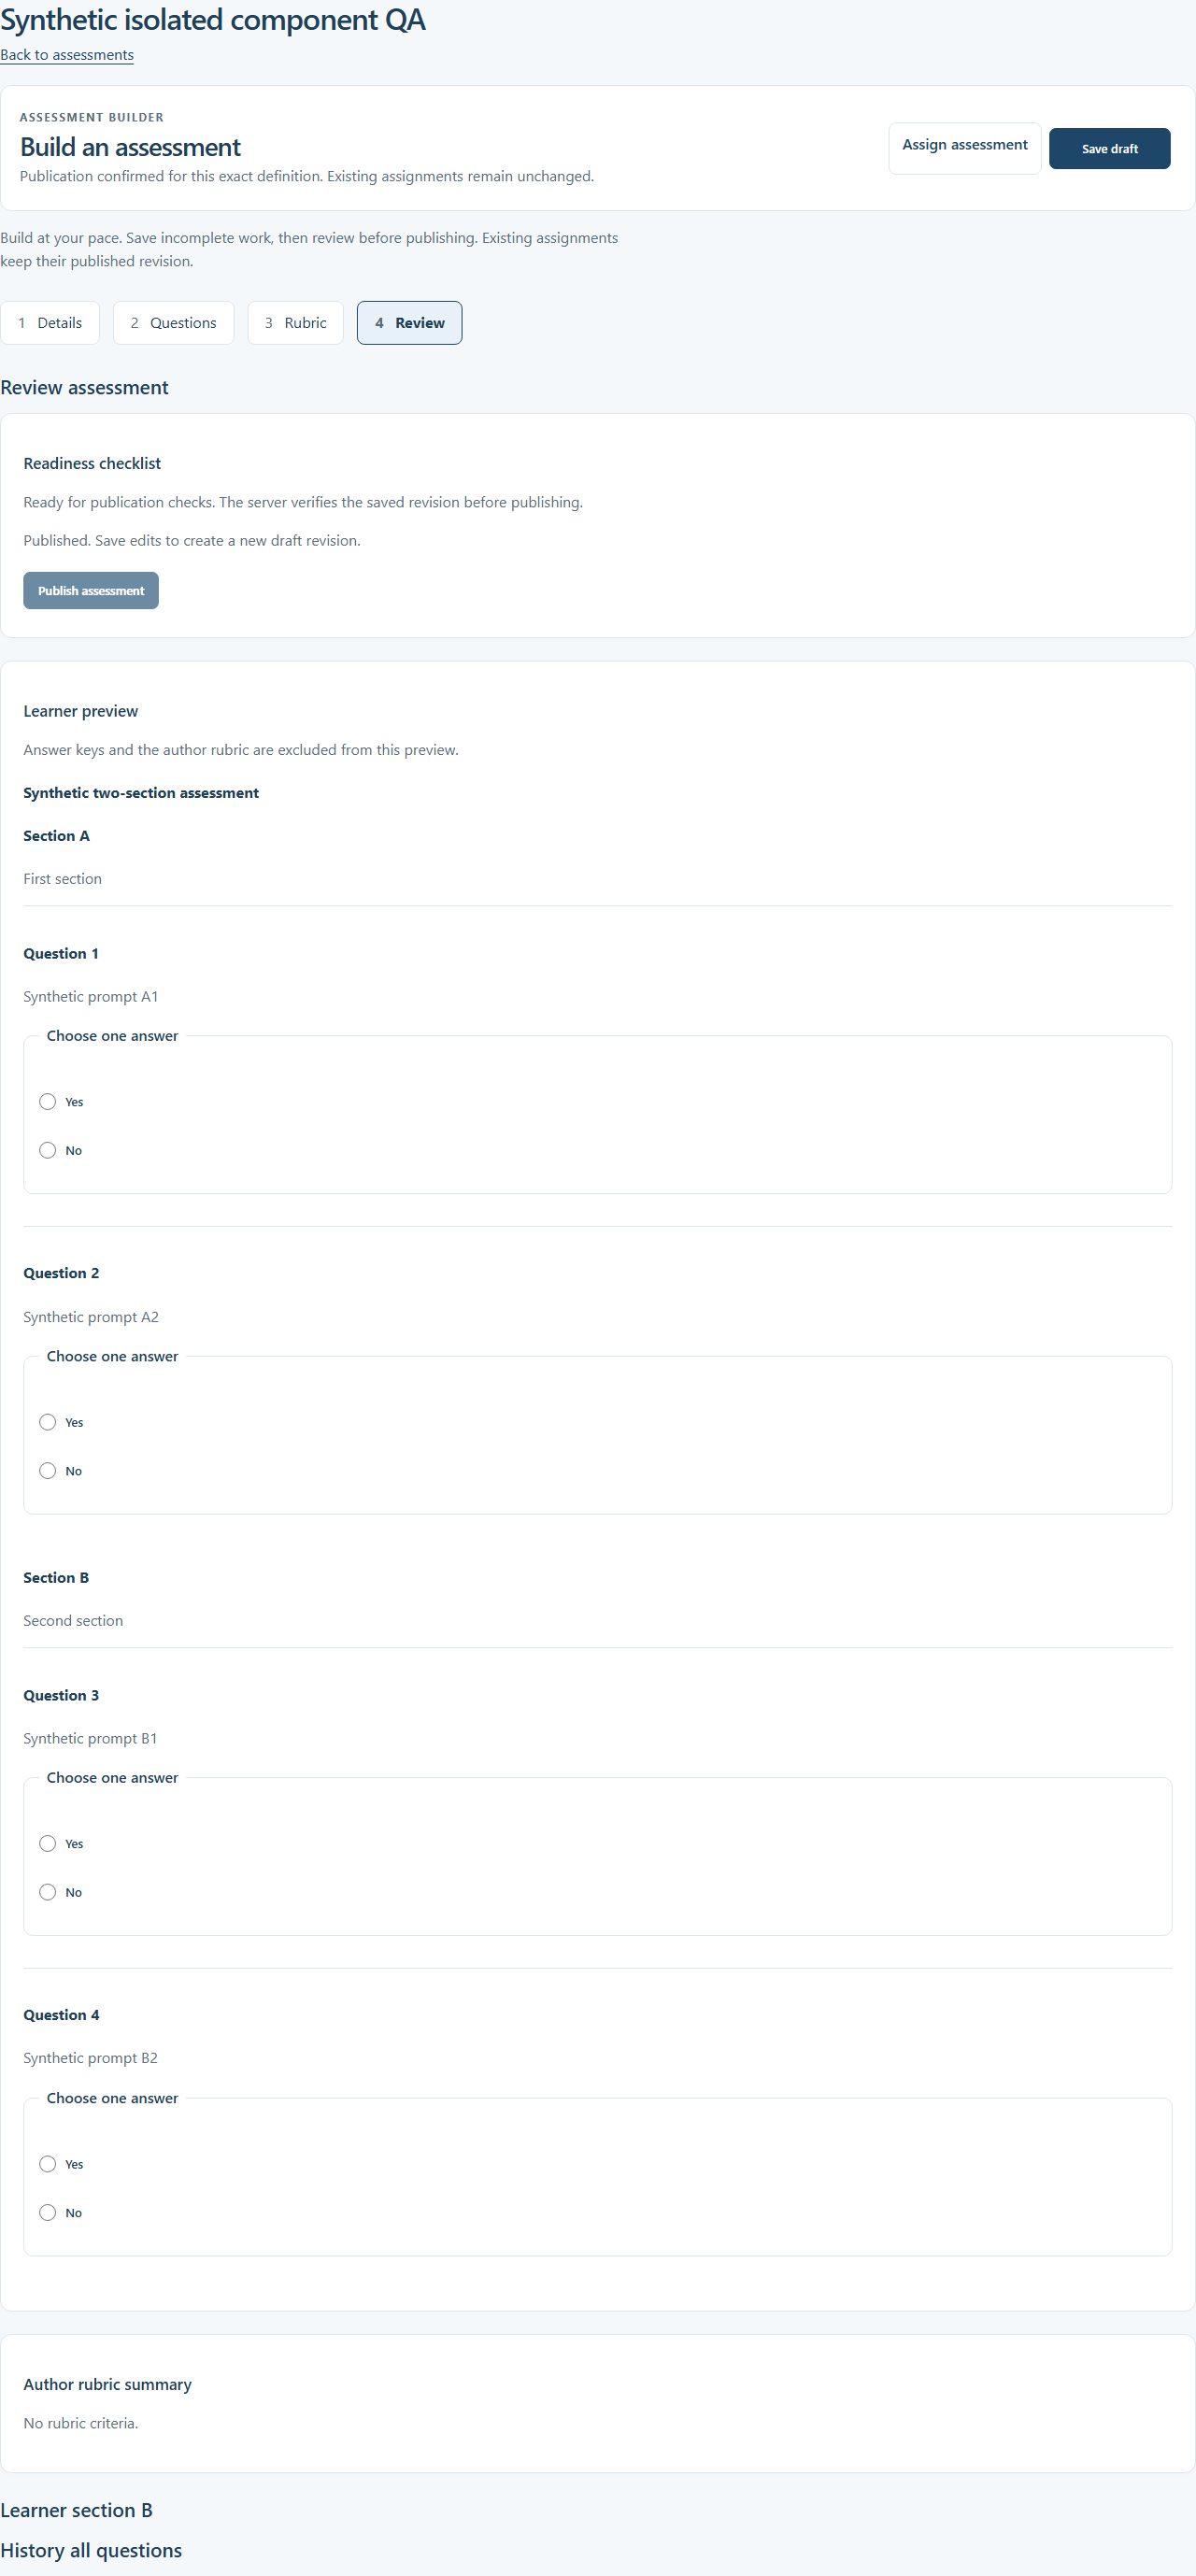 Synthetic isolated component QA
Back to assessments
ASSESSMENT BUILDER
Build an assessment
Publication confirmed for this exact definition. Existing assignments remain unchanged.
Assign assessment
Save draft
Build at your pace. Save incomplete work, then review before publishing. Existing assignments
keep their published revision.
1 Details
2 Questions
3 Rubric
4 Review
Review assessment
Readiness checklist
Ready for publication checks. The server verifies the saved revision before publishing.
Published. Save edits to create a new draft revision.
Publish assessment
Learner preview
Answer keys and the author rubric are excluded from this preview.
Synthetic two-section assessment
Section A
First section
Question 1
Synthetic prompt A1
Choose one answer
Yes
No
Question 2
Synthetic prompt A2
Choose one answer
Yes
No
Section B
Second section
Question 3
Synthetic prompt B1
Choose one answer
Yes
No
Question 4
Synthetic prompt B2
Choose one answer
Yes
No
Author rubric summary
No rubric criteria.
Learner section B
History all questions